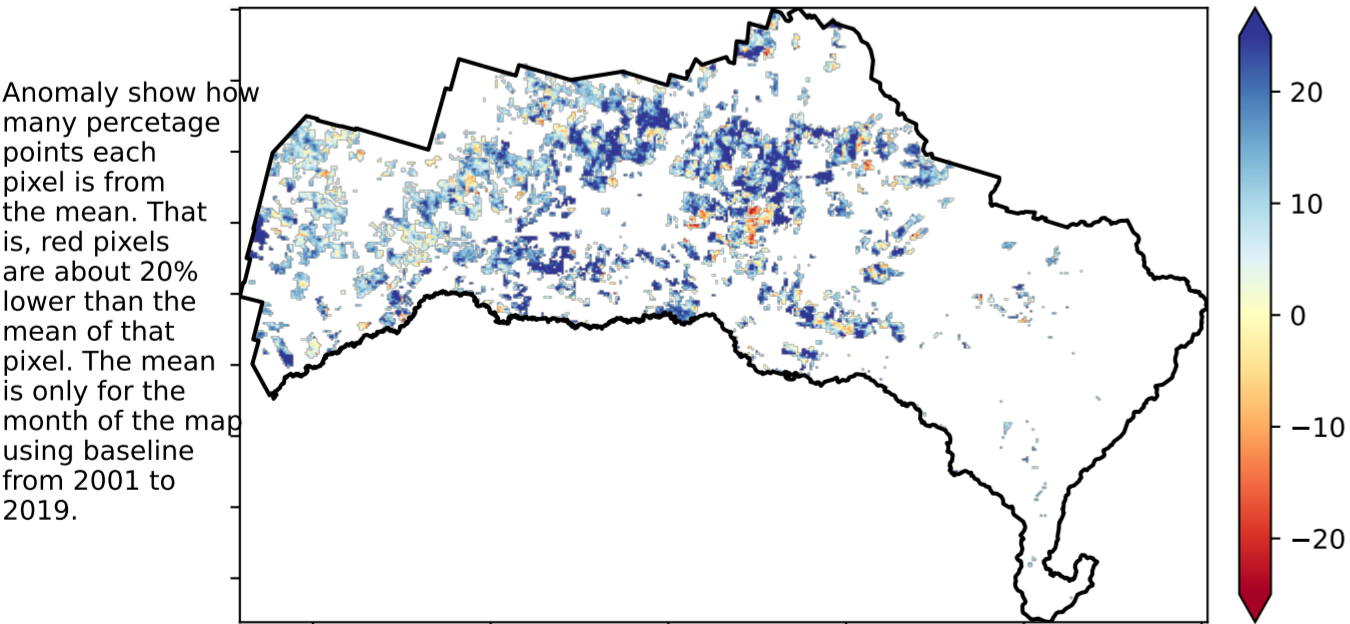 Anomaly show how
many percetage
points each
pixel is from
the mean. That
is, red pixels
are about 20%
lower than the
mean of that
pixel. The mean
is only for the
month of the map
using baseline
from 2001 to
2019.
20
10
0
−10
−20